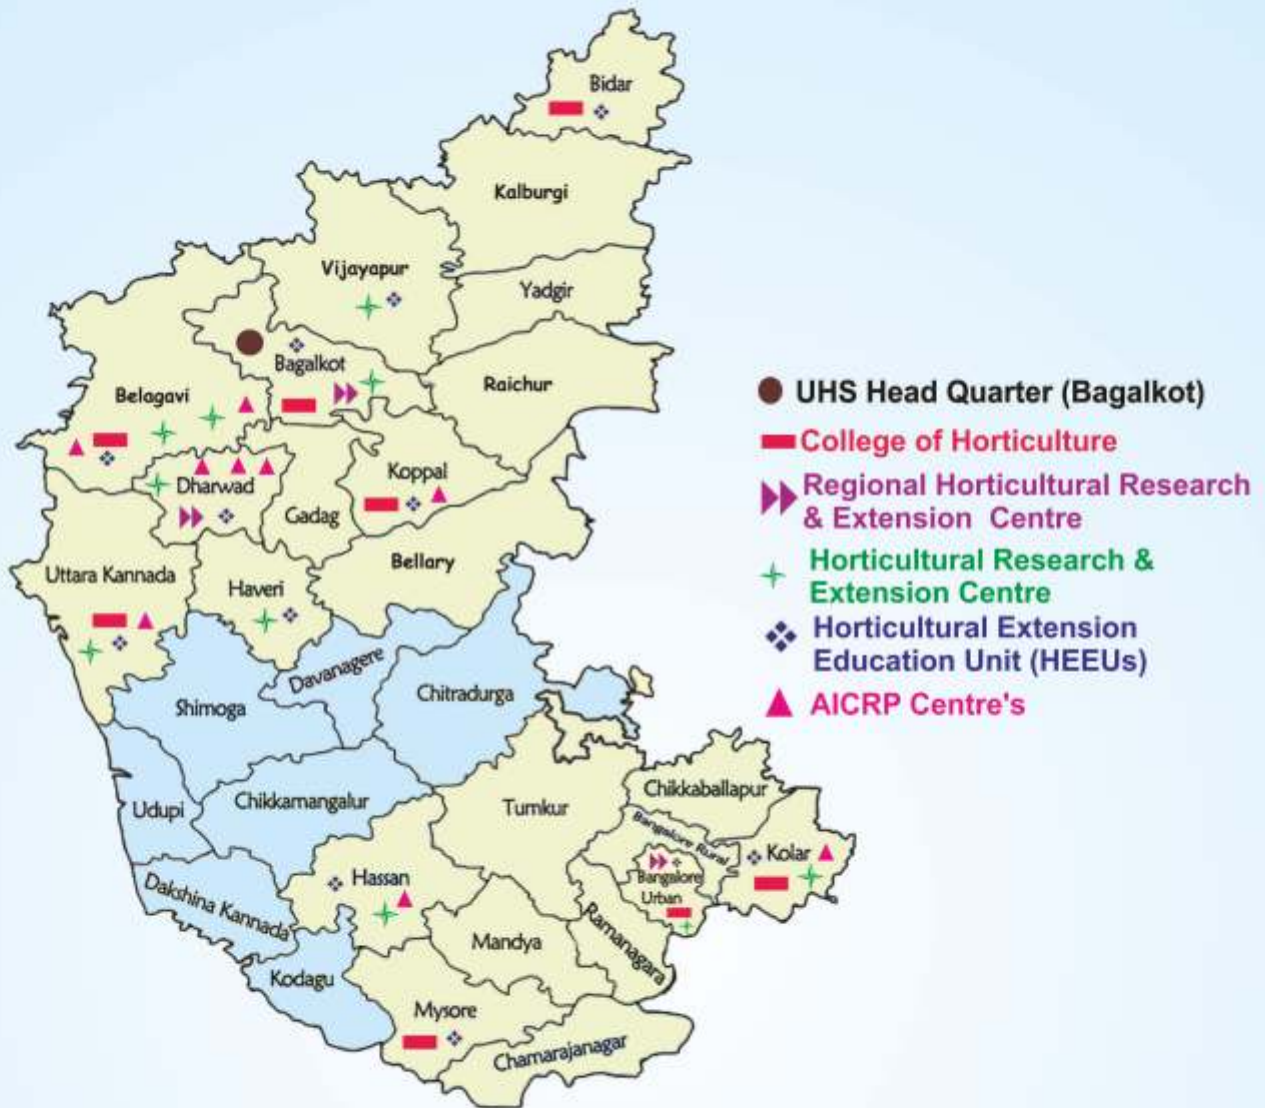 Bidar
Kalburgi
Vijayapur
Yadgir
Bagalkot
Raichur
Belagavi
Koppal
Dharwad
Gadag
Bellary
Uttara Kannada
Haveri
Davanagere
Chitradurga
Shimoga
Chikkaballapur
Tumkur
Chikkamangalur
Udupi
Bangalore Rural
Kolar
Bangalore
Urban
Hassan
Dakshina Kannada
Ramanagara
Mandya
Kodagu
Mysore
Chamarajanagar
UHS Head Quarter (Bagalkot)
College of Horticulture
Regional Horticultural Research
& Extension Centre
Horticultural Research &
Extension Centre
Horticultural Extension
Education Unit (HEEUs)
AICRP Centre's